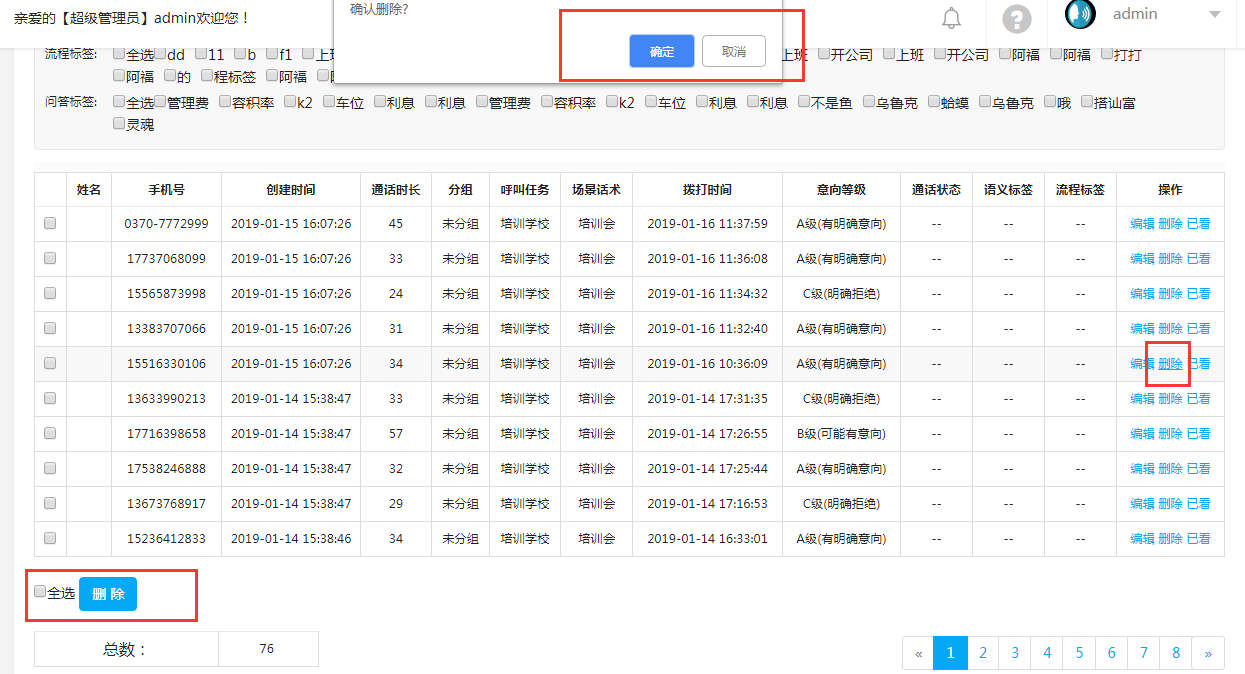 亲爱的【超级管理员】admin欢迎您！
确认删除?
确定 取消
? admin
流程标签: 全选 dd 11 b f1 上班 开公司 上班 开公司 阿福 阿福 打打
阿福 的 程标签 阿福
问答标签: 全选 管理费 容积率 k2 车位 利息 利息 管理费 容积率 k2 车位 利息 利息 不是鱼 乌鲁克 蛤蟆 乌鲁克 哦 搭讪富
灵魂
姓名 手机号 创建时间 通话时长 分组 呼叫任务 场景话术 拨打时间 意向等级 通话状态 语义标签 流程标签 操作
0370-7772999 2019-01-15 16:07:26 45 未分组 培训学校 培训会 2019-01-16 11:37:59 A级(有明确意向) -- -- -- 编辑 删除 已看
17737068099 2019-01-15 16:07:26 33 未分组 培训学校 培训会 2019-01-16 11:36:08 A级(有明确意向) -- -- -- 编辑 删除 已看
15565873998 2019-01-15 16:07:26 24 未分组 培训学校 培训会 2019-01-16 11:34:32 C级(明确拒绝) -- -- -- 编辑 删除 已看
13383707066 2019-01-15 16:07:26 31 未分组 培训学校 培训会 2019-01-16 11:32:40 A级(有明确意向) -- -- -- 编辑 删除 已看
15516330106 2019-01-15 16:07:26 34 未分组 培训学校 培训会 2019-01-16 10:36:09 A级(有明确意向) -- -- -- 编辑 删除 已看
13633990213 2019-01-14 15:38:47 33 未分组 培训学校 培训会 2019-01-14 17:31:35 C级(明确拒绝) -- -- -- 编辑 删除 已看
17716398658 2019-01-14 15:38:47 57 未分组 培训学校 培训会 2019-01-14 17:26:55 B级(可能有意向) -- -- -- 编辑 删除 已看
17538246888 2019-01-14 15:38:47 32 未分组 培训学校 培训会 2019-01-14 17:25:44 A级(有明确意向) -- -- -- 编辑 删除 已看
13673768917 2019-01-14 15:38:47 29 未分组 培训学校 培训会 2019-01-14 17:16:53 C级(明确拒绝) -- -- -- 编辑 删除 已看
15236412833 2019-01-14 15:38:46 34 未分组 培训学校 培训会 2019-01-14 16:33:01 A级(有明确意向) -- -- -- 编辑 删除 已看
全选 删 除
总数： 76
« 1 2 3 4 5 6 7 8 »